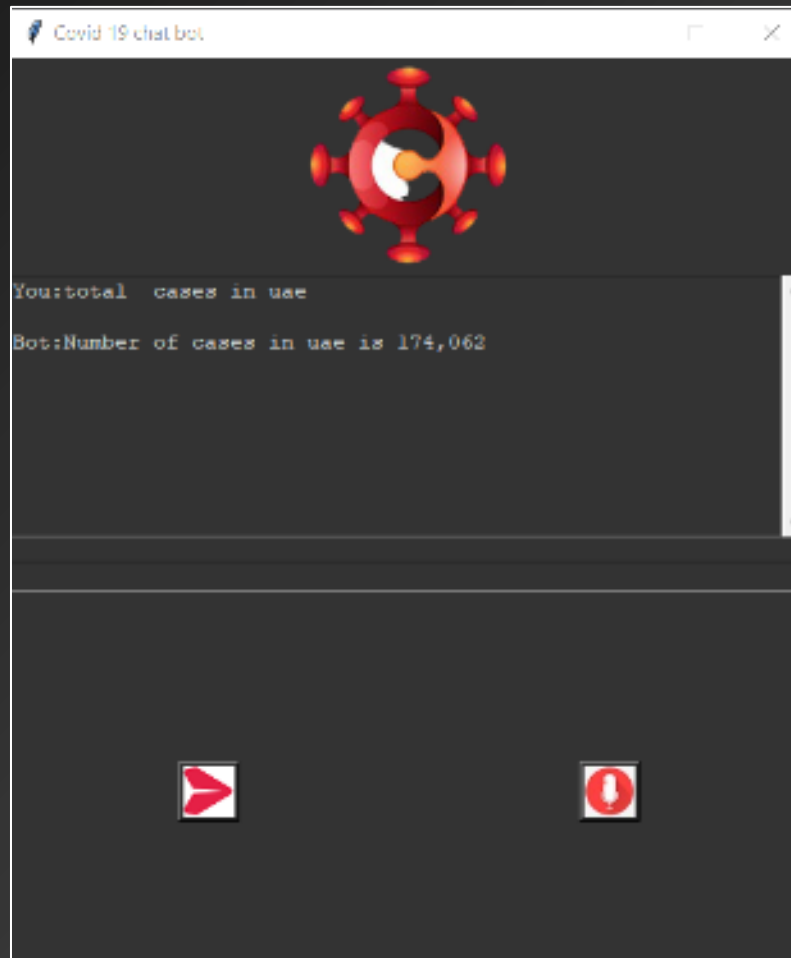 Covid 19 chat bot
You:total  cases in uae
Bot:Number of cases in uae is 174,062